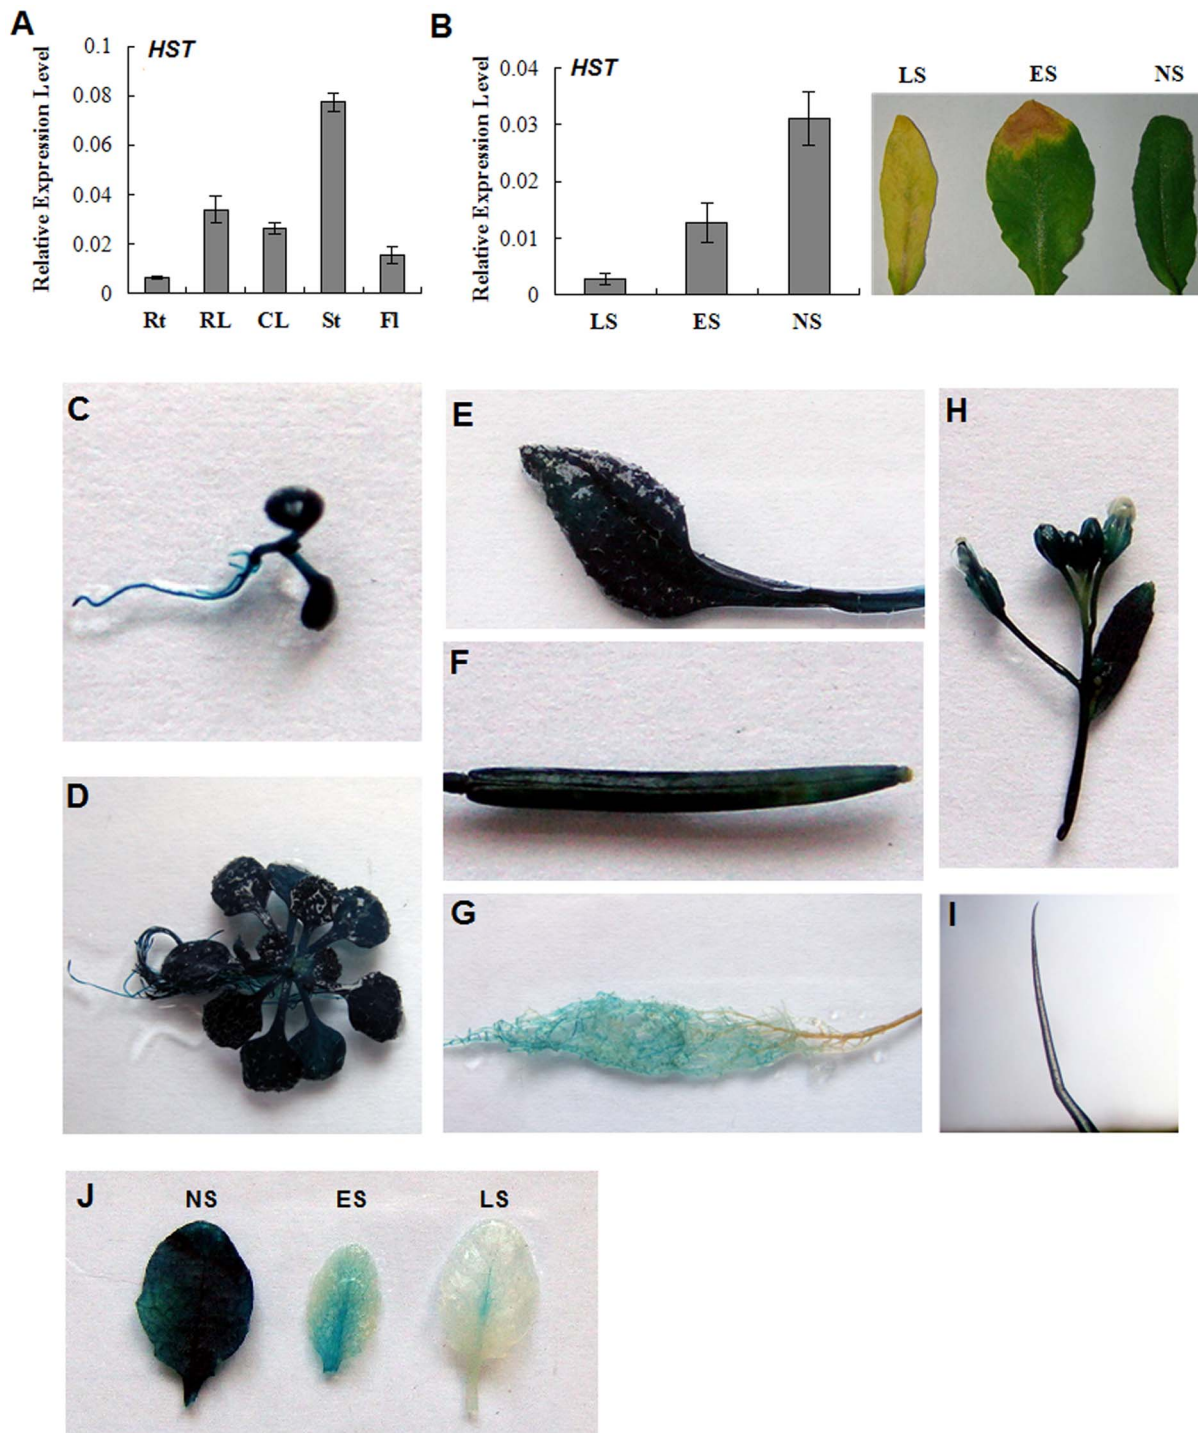 A
HST
Relative Expression Level
0.1
0.08
0.06
0.04
0.02
0
Rt RL CL St Fl
B
HST
Relative Expression Level
0.04
0.03
0.02
0.01
0
LS ES NS
LS ES NS
C
D
E
F
G
H
I
J
NS ES LS